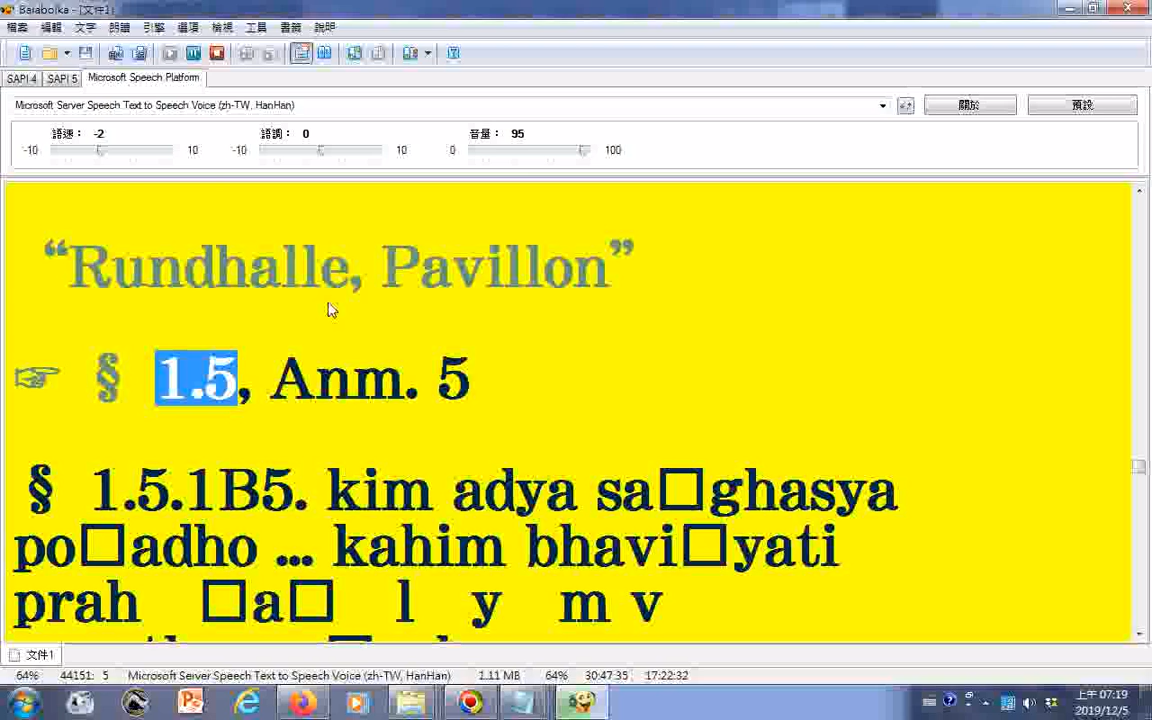 Balabolka - [文件1]
檔案 編輯 文字 朗讀 引擎 選項 檢視 工具 書籤 說明
SAPI 4 SAPI 5 Microsoft Speech Platform
Microsoft Server Speech Text to Speech Voice (zh-TW, HanHan) 關於 預設
語速： -2 語調： 0 音量： 95
-10 10 -10 10 0 100
“Rundhalle, Pavillon”
☞ § 1.5, Anm. 5
§ 1.5.1B5. kim adya sa□ghasya
po□adho ... kahim bhavi□yati
prah □a□ l y m v
文件1
64% 44151: 5 Microsoft Server Speech Text to Speech Voice (zh-TW, HanHan) 1.11 MB 64% 30:47:35 17:22:32
上午 07:19
2019/12/5